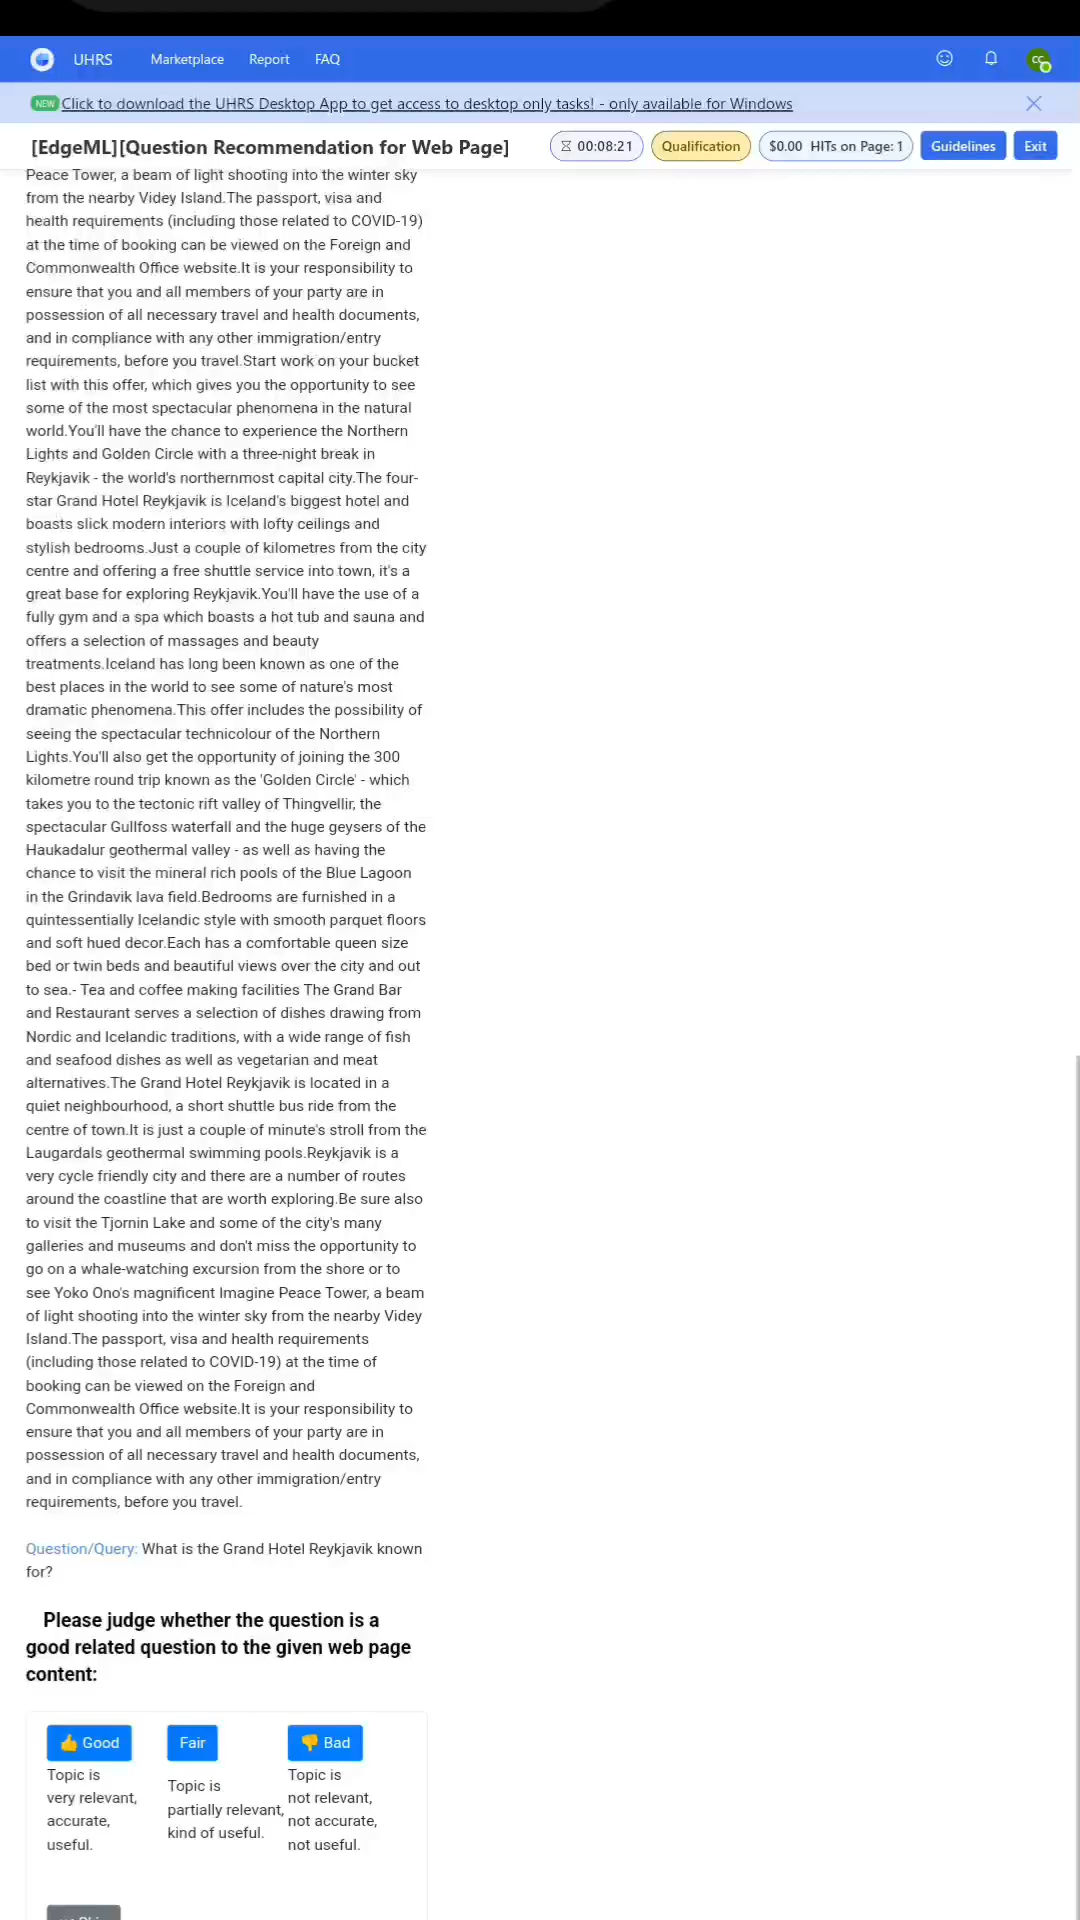 UHRS Marketplace Report FAQ CC
NEW Click to download the UHRS Desktop App to get access to desktop only tasks! - only available for Windows
[EdgeML][Question Recommendation for Web Page] 00:08:21 Qualification $0.00 HITs on Page: 1 Guidelines Exit
Peace Tower, a beam of light shooting into the winter sky
from the nearby Videy Island.The passport, visa and
health requirements (including those related to COVID-19)
at the time of booking can be viewed on the Foreign and
Commonwealth Office website.It is your responsibility to
ensure that you and all members of your party are in
possession of all necessary travel and health documents,
and in compliance with any other immigration/entry
requirements, before you travel.Start work on your bucket
list with this offer, which gives you the opportunity to see
some of the most spectacular phenomena in the natural
world.You'll have the chance to experience the Northern
Lights and Golden Circle with a three-night break in
Reykjavik - the world's northernmost capital city.The four-
star Grand Hotel Reykjavik is Iceland's biggest hotel and
boasts slick modern interiors with lofty ceilings and
stylish bedrooms.Just a couple of kilometres from the city
centre and offering a free shuttle service into town, it's a
great base for exploring Reykjavik.You'll have the use of a
fully gym and a spa which boasts a hot tub and sauna and
offers a selection of massages and beauty
treatments.Iceland has long been known as one of the
best places in the world to see some of nature's most
dramatic phenomena.This offer includes the possibility of
seeing the spectacular technicolour of the Northern
Lights.You'll also get the opportunity of joining the 300
kilometre round trip known as the 'Golden Circle' - which
takes you to the tectonic rift valley of Thingvellir, the
spectacular Gullfoss waterfall and the huge geysers of the
Haukadalur geothermal valley - as well as having the
chance to visit the mineral rich pools of the Blue Lagoon
in the Grindavik lava field.Bedrooms are furnished in a
quintessentially Icelandic style with smooth parquet floors
and soft hued decor.Each has a comfortable queen size
bed or twin beds and beautiful views over the city and out
to sea.- Tea and coffee making facilities The Grand Bar
and Restaurant serves a selection of dishes drawing from
Nordic and Icelandic traditions, with a wide range of fish
and seafood dishes as well as vegetarian and meat
alternatives.The Grand Hotel Reykjavik is located in a
quiet neighbourhood, a short shuttle bus ride from the
centre of town.It is just a couple of minute's stroll from the
Laugardals geothermal swimming pools.Reykjavik is a
very cycle friendly city and there are a number of routes
around the coastline that are worth exploring.Be sure also
to visit the Tjornin Lake and some of the city's many
galleries and museums and don't miss the opportunity to
go on a whale-watching excursion from the shore or to
see Yoko Ono's magnificent Imagine Peace Tower, a beam
of light shooting into the winter sky from the nearby Videy
Island.The passport, visa and health requirements
(including those related to COVID-19) at the time of
booking can be viewed on the Foreign and
Commonwealth Office website.It is your responsibility to
ensure that you and all members of your party are in
possession of all necessary travel and health documents,
and in compliance with any other immigration/entry
requirements, before you travel.
Question/Query: What is the Grand Hotel Reykjavik known
for?
Please judge whether the question is a
good related question to the given web page
content:
👍 Good Fair 👎 Bad
Topic is
very relevant,
accurate,
useful.
Topic is
partially relevant,
kind of useful.
Topic is
not relevant,
not accurate,
not useful.